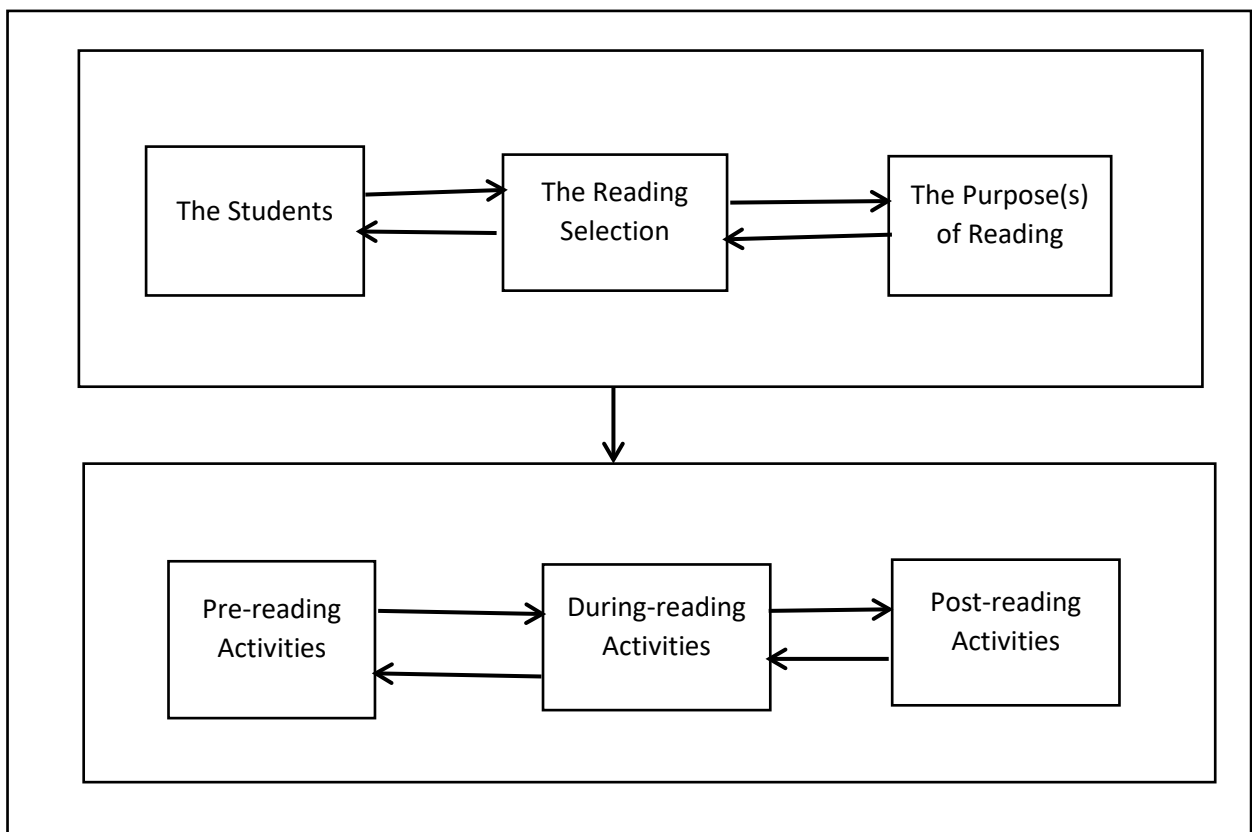 The Students
The Reading
Selection
The Purpose(s)
of Reading
Pre-reading
Activities
During-reading
Activities
Post-reading
Activities